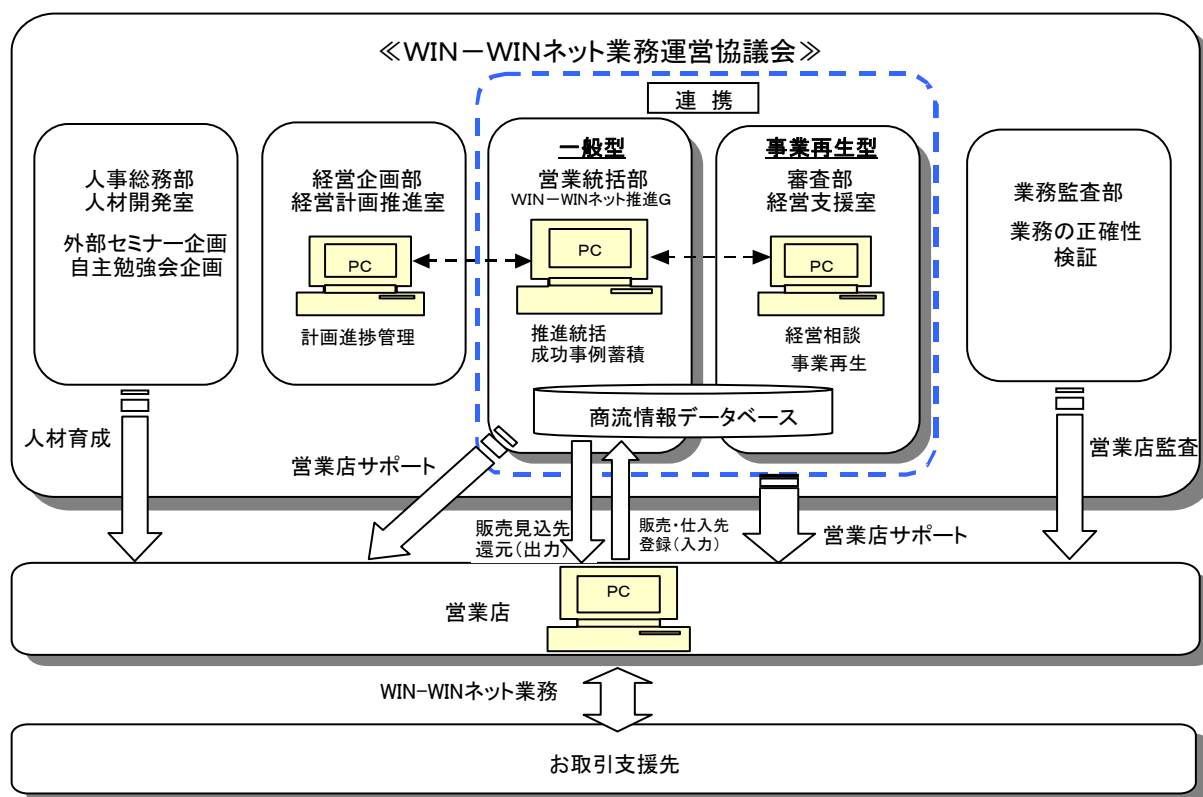 ≪WIN－WINネット業務運営協議会≫
連 携
人事総務部
人材開発室
外部セミナー企画
自主勉強会企画
経営企画部
経営計画推進室
PC
計画進捗管理
一般型
営業統括部
WIN－WINネット推進G
PC
推進統括
成功事例蓄積
事業再生型
審査部
経営支援室
PC
経営相談
事業再生
業務監査部
業務の正確性
検証
商流情報データベース
人材育成
営業店サポート
販売見込先
還元(出力)
販売・仕入先
登録(入力)
営業店サポート
営業店監査
営業店
PC
WIN-WINネット業務
お取引支援先